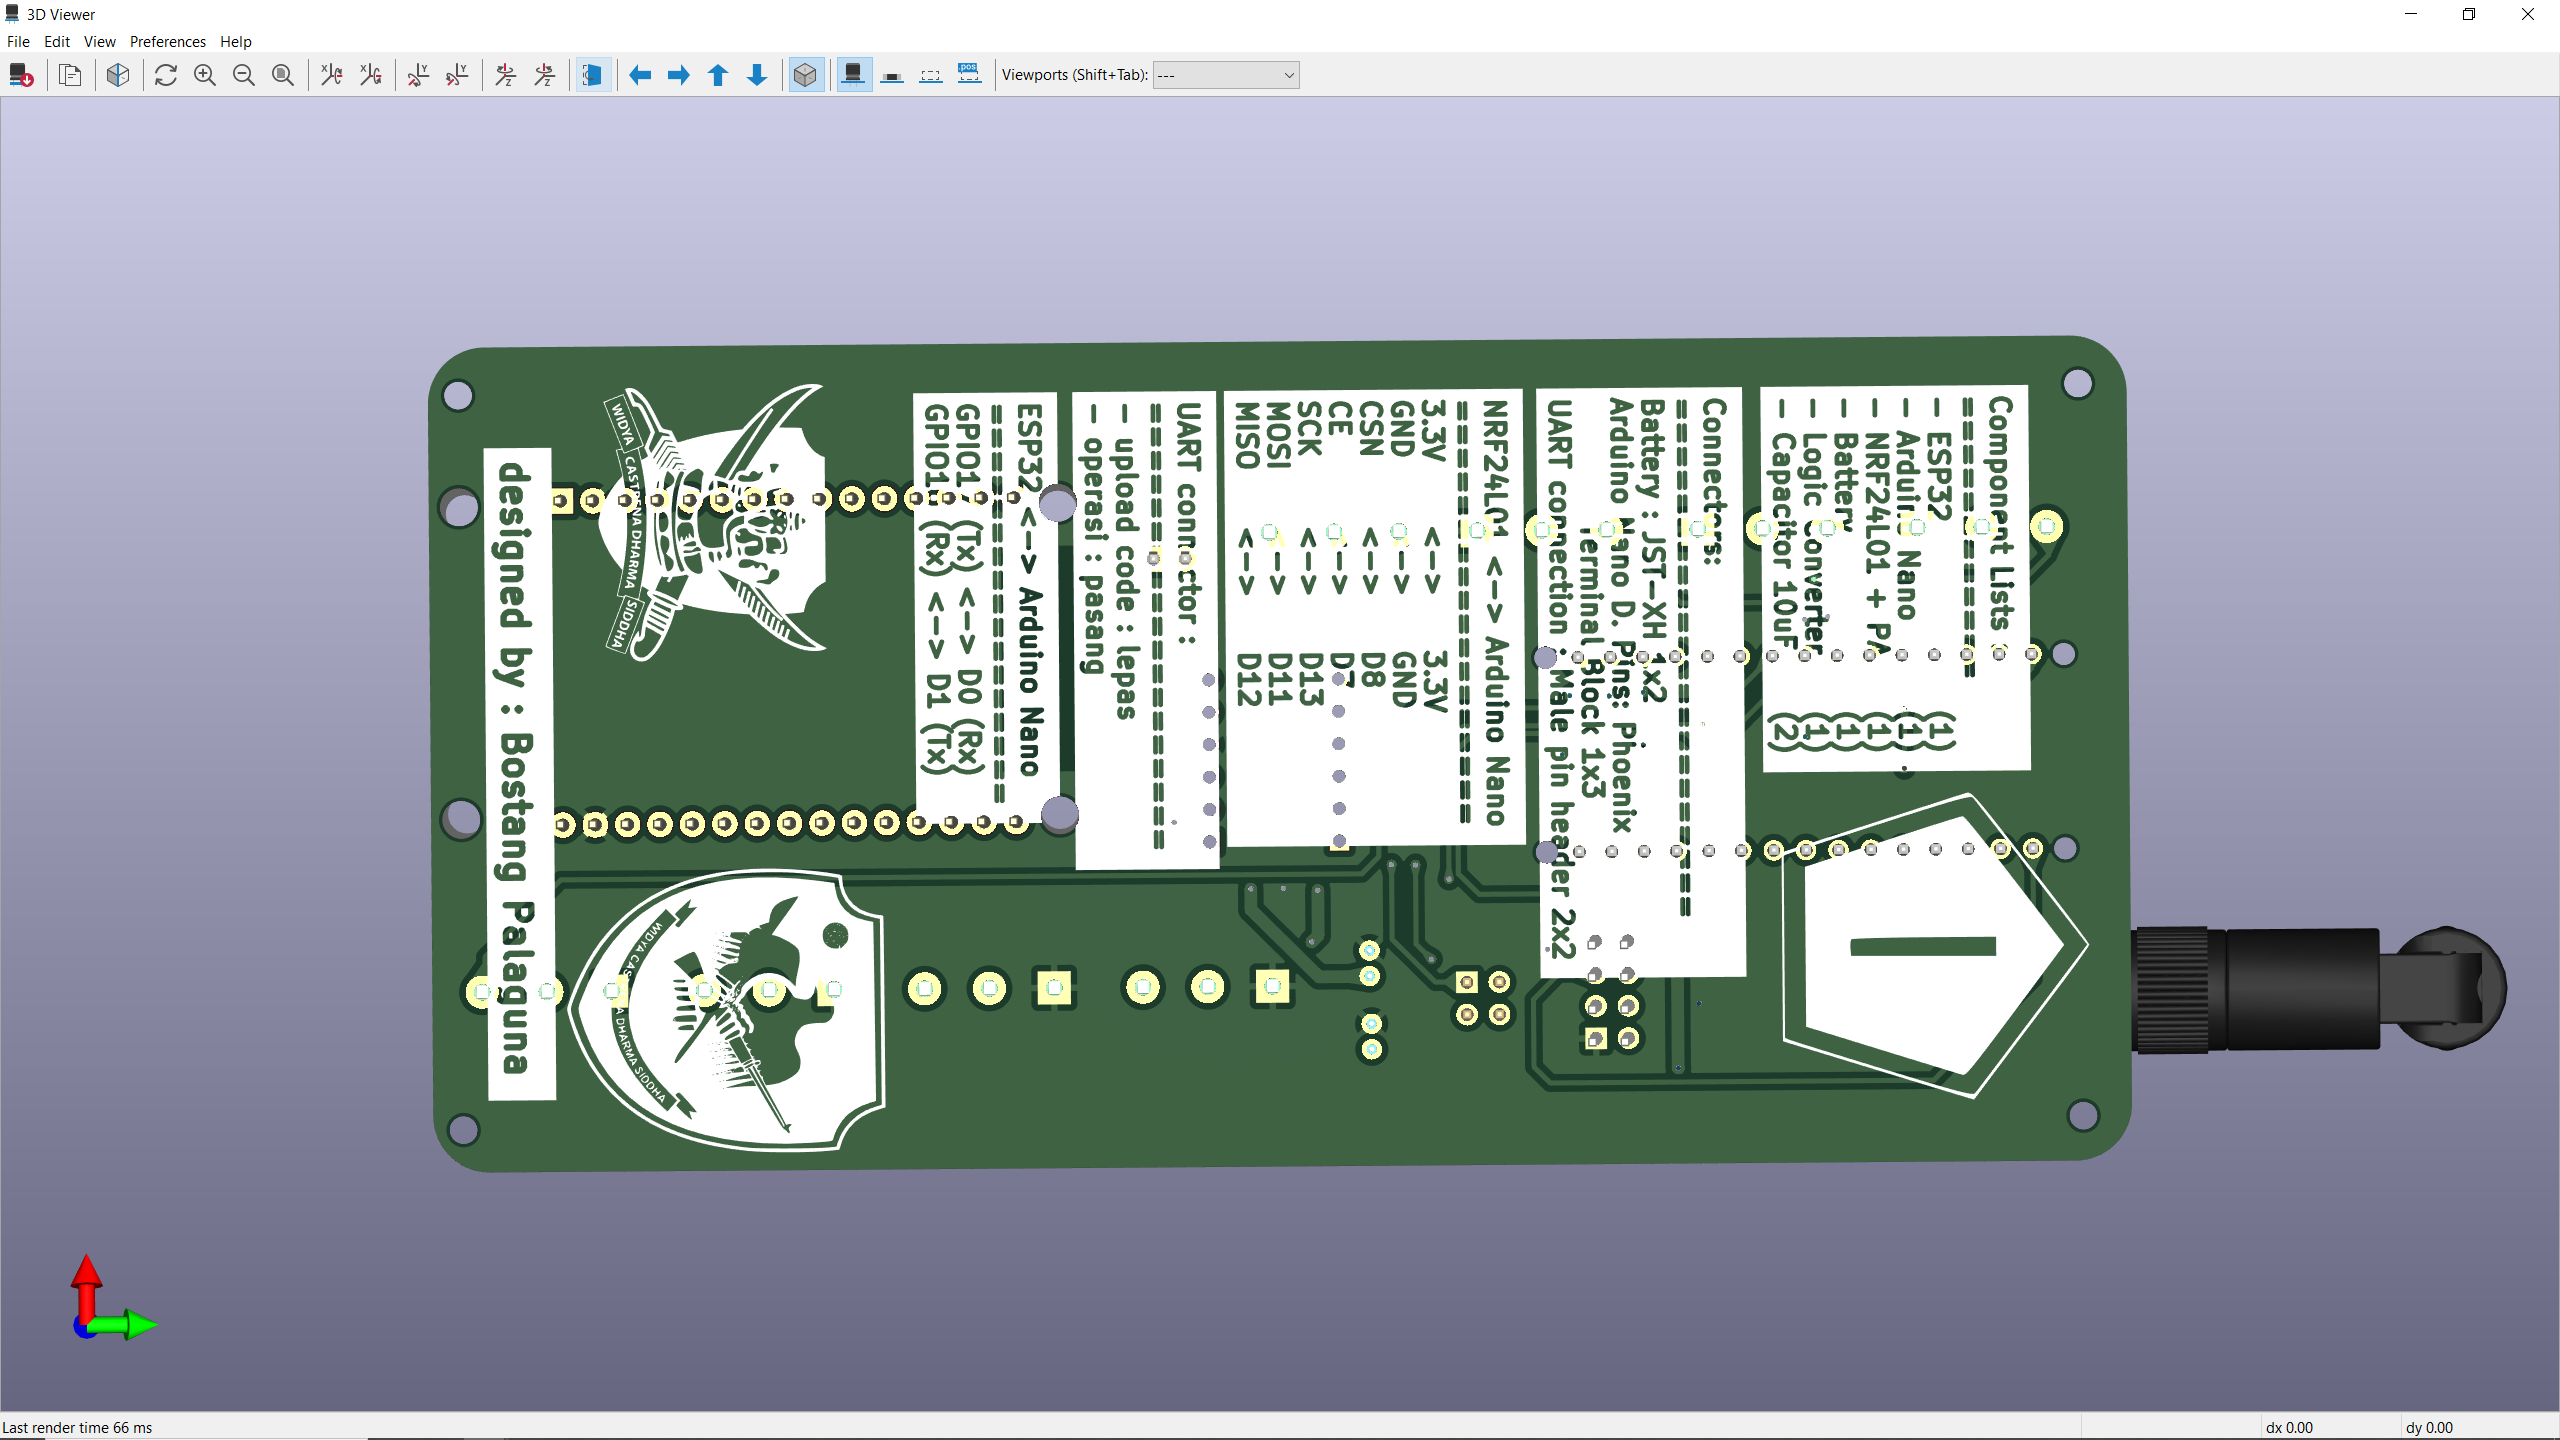 3D Viewer
File Edit View Preferences Help
Viewports (Shift+Tab): ---
Component Lists :
================
- ESP32 (1)
- Arduino Nano (1)
- NRF24L01 + PA (1)
- Battery (1)
- Logic Converter (1)
- Capacitor 10uF (2)
Connectors:
Battery : JST-XH 1x2
Arduino Nano D. Pins: Phoenix
Terminal Block 1x3
UART connection : Male pin header 2x2
NRF24L01 <-> Arduino Nano
3.3V <-> 3.3V
GND <-> GND
CSN <-> D8
CE <-> D7
SCK <-> D13
MOSI <-> D11
MISO <-> D12
UART connector :
- upload code : lepas
- operasi : pasang
ESP32 <-> Arduino Nano
GPIO1 (Tx) <-> D0 (Rx)
(Rx) <-> D1 (Tx)
WIDYA CASTRENA DHARMA SIDDHA
WIDYA CAS A DHARMA SIDDHA
designed by : Bostang Palaguna
Last render time 66 ms
dx 0.00
dy 0.00